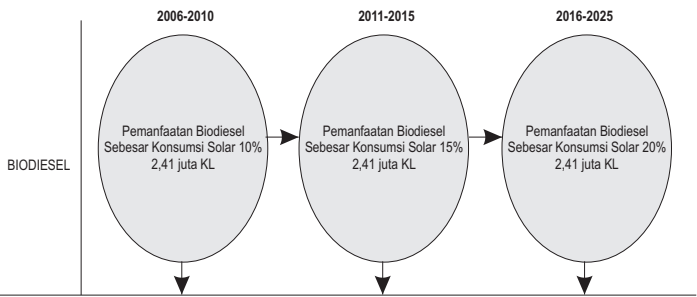 2006-2010
2011-2015
2016-2025
BIODIESEL
Pemanfaatan Biodiesel
Sebesar Konsumsi Solar 10%
2,41 juta KL
Pemanfaatan Biodiesel
Sebesar Konsumsi Solar 15%
2,41 juta KL
Pemanfaatan Biodiesel
Sebesar Konsumsi Solar 20%
2,41 juta KL